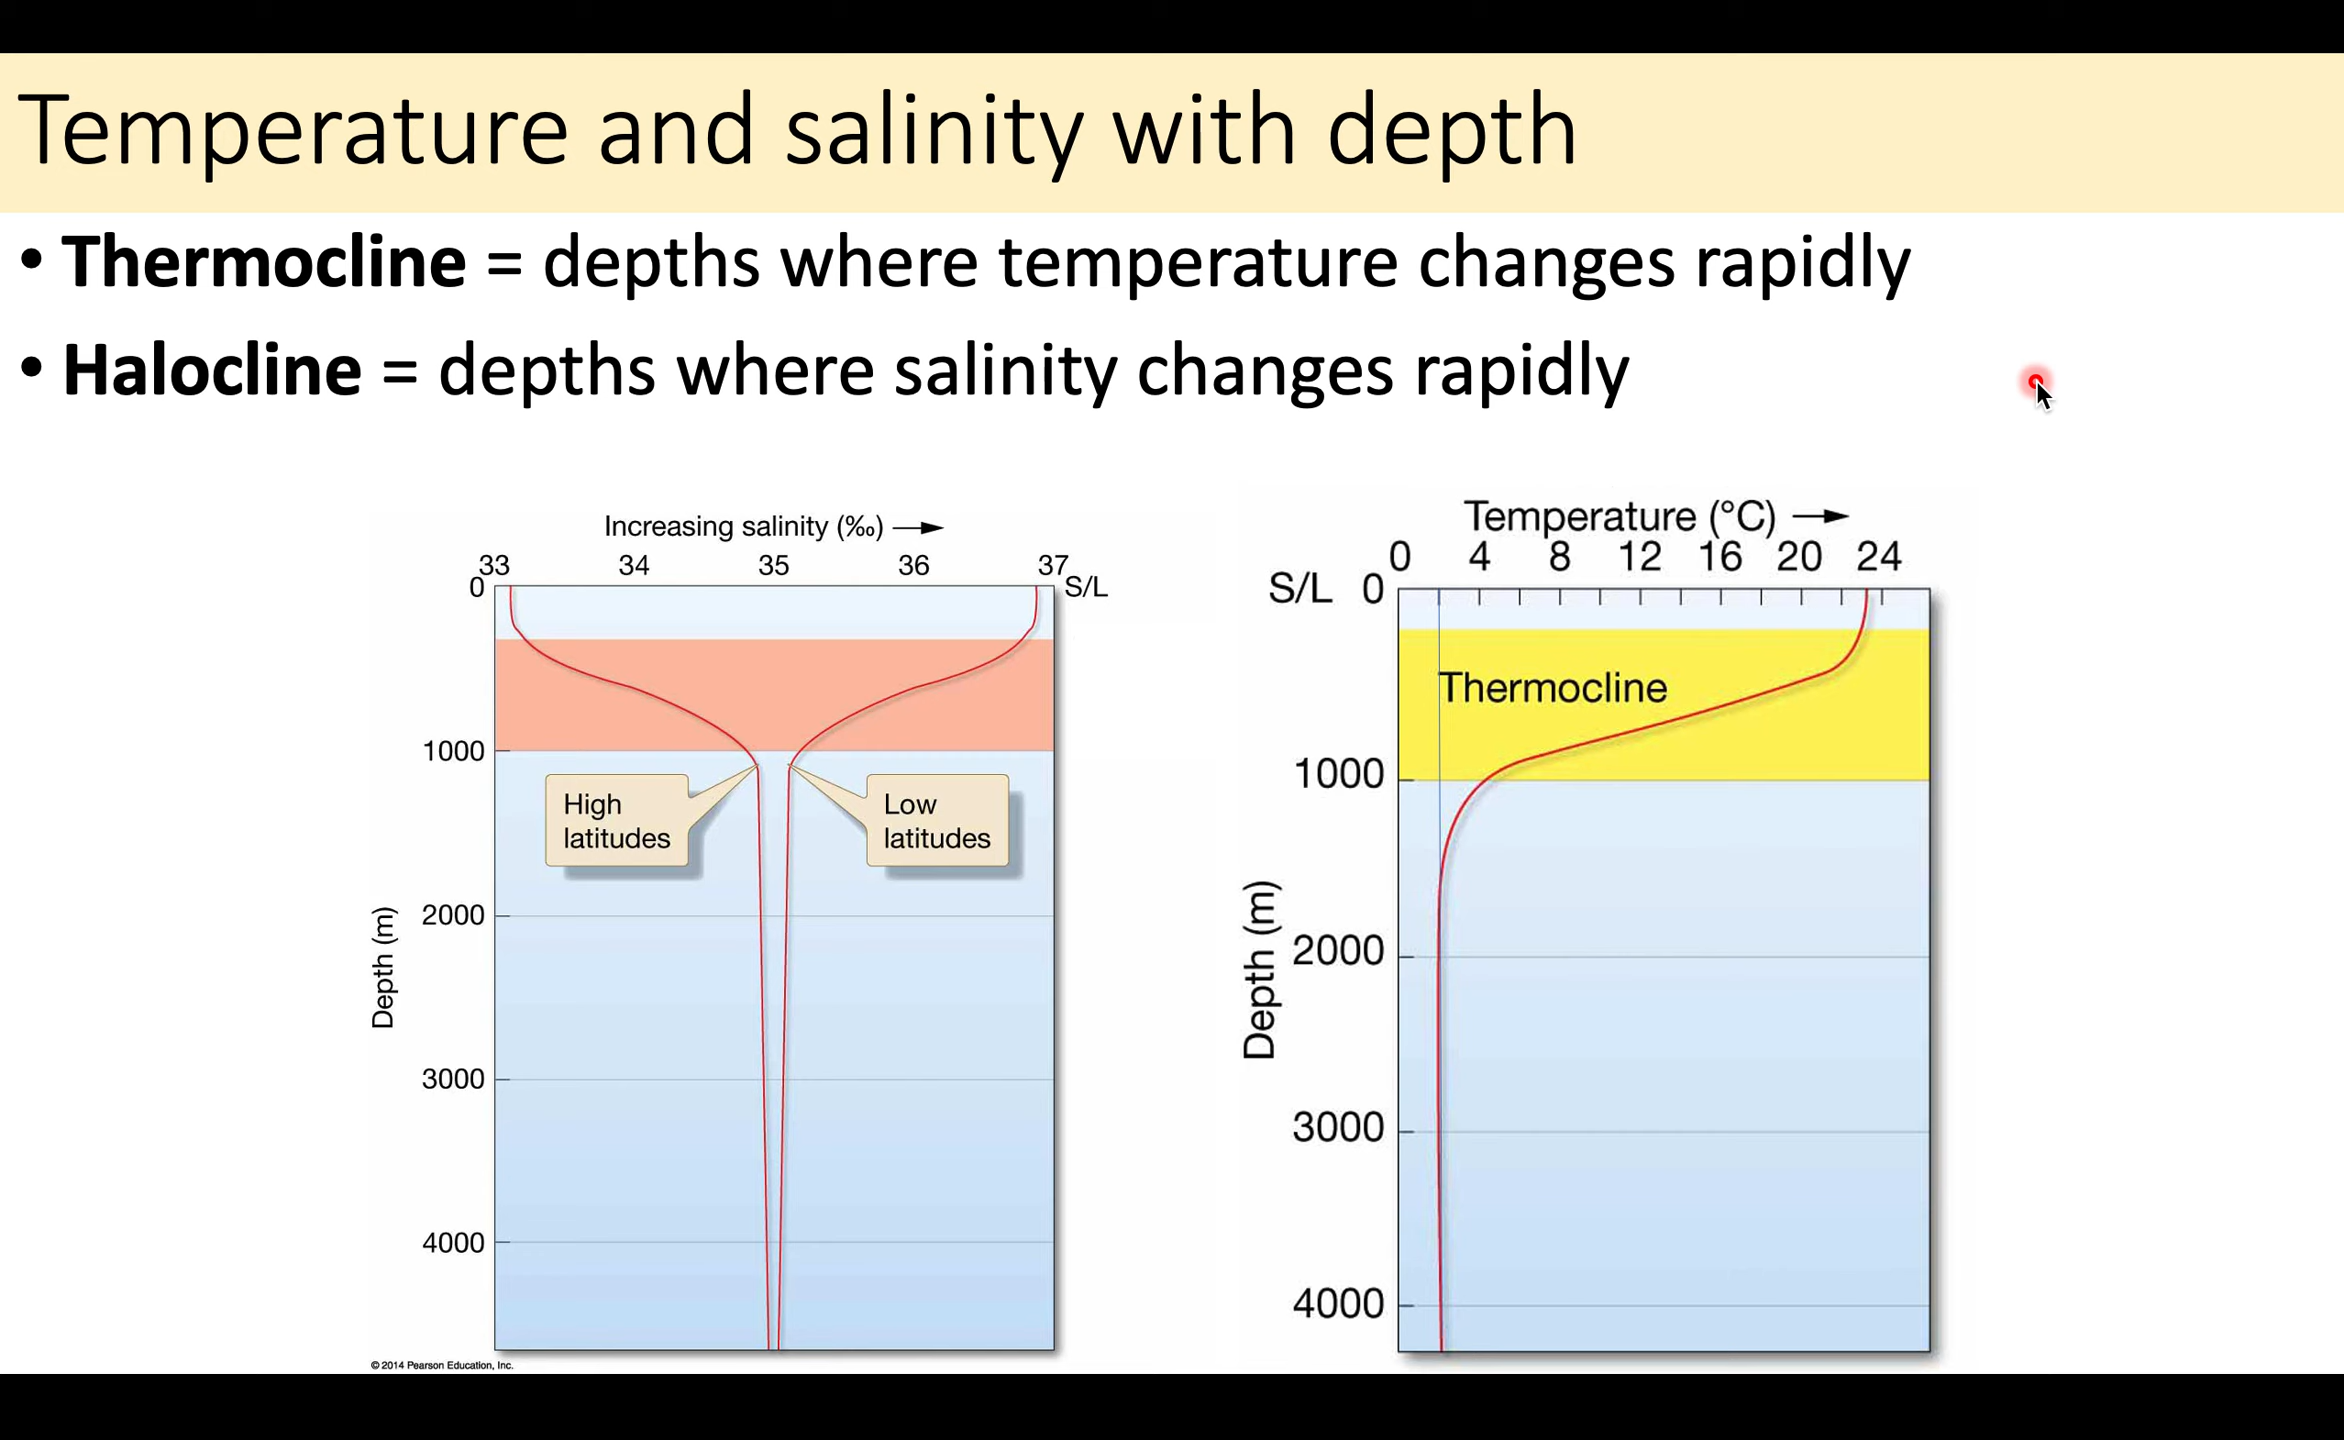 Temperature and salinity with depth
• Thermocline = depths where temperature changes rapidly
• Halocline = depths where salinity changes rapidly
Increasing salinity (‰) →
33 34 35 36 37
0 S/L
1000
High
latitudes
Low
latitudes
2000
Depth (m)
3000
4000
© 2014 Pearson Education, Inc.
Temperature (°C) →
0 4 8 12 16 20 24
S/L 0
Thermocline
1000
Depth (m)
2000
3000
4000